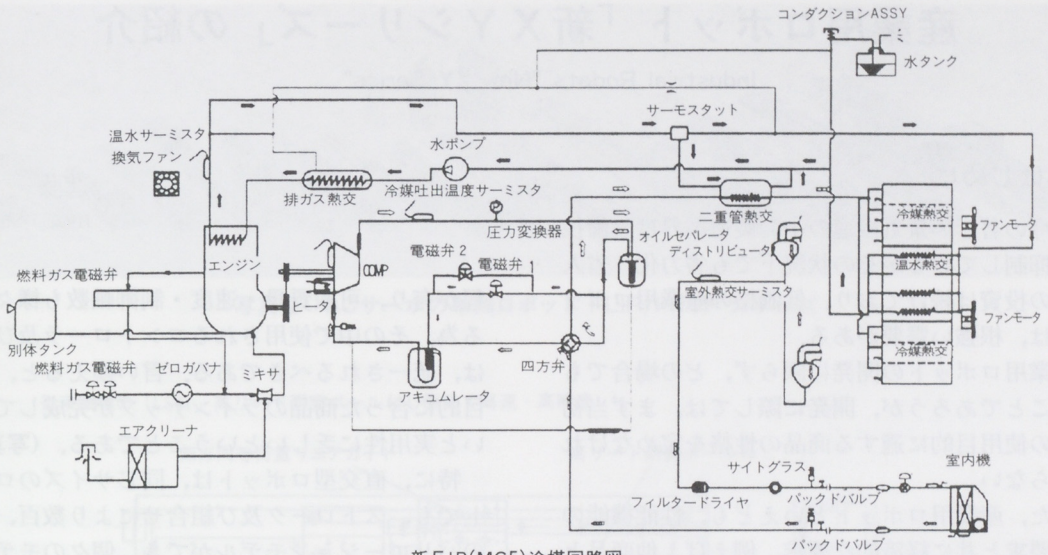 コンダクションASSY
水タンク
サーモスタット
温水サーミスタ
換気ファン
水ポンプ
排ガス熱交
冷媒吐出温度サーミスタ
二重管熱交
冷媒熱交
ファンモータ
圧力変換器
オイルセパレータ
ディストリビュータ
エンジン
COMP
電磁弁2
電磁弁1
温水熱交
燃料ガス電磁弁
室外熱交サーミスタ
ヒータ
ファンモータ
別体タンク
四方弁
冷媒熱交
燃料ガス電磁弁
ゼロガバナ
ミキサ
アキュムレータ
エアクリーナ
サイトグラス
室内機
フィルタードライヤ
パックドバルブ
パックドバルブ